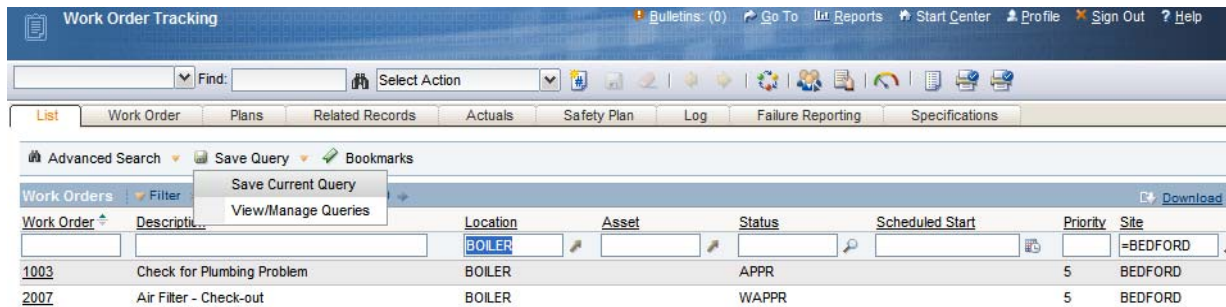 Work Order Tracking
Bulletins: (0) Go To Reports Start Center Profile Sign Out ? Help
Find: Select Action
List Work Order Plans Related Records Actuals Safety Plan Log Failure Reporting Specifications
Advanced Search Save Query Bookmarks
Save Current Query
View/Manage Queries
Work Orders Filter Download
Work Order Description Location Asset Status Scheduled Start Priority Site
BOILER =BEDFORD
1003 Check for Plumbing Problem BOILER APPR 5 BEDFORD
2007 Air Filter - Check-out BOILER WAPPR 5 BEDFORD